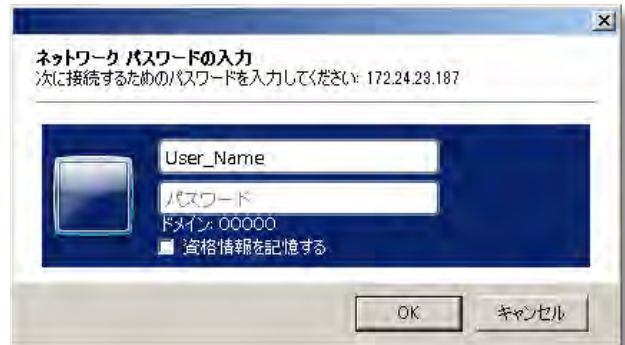 ネットワーク パスワードの入力
次に接続するためのパスワードを入力してください: 172.24.23.187
User_Name
パスワード
ドメイン: 00000
資格情報を記憶する
OK
キャンセル